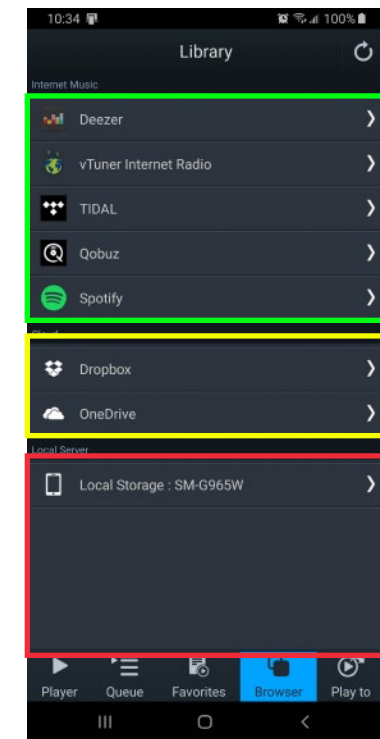 10:34 100%
Library
Internet Music
Deezer
vTuner Internet Radio
TIDAL
Qobuz
Spotify
Cloud
Dropbox
OneDrive
Local Server
Local Storage : SM-G965W
Player Queue Favorites Browser Play to